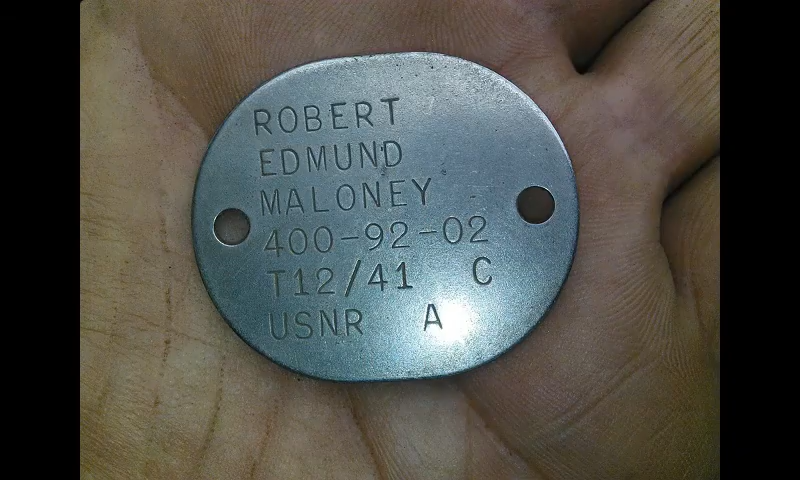 ROBERT
EDMUND
MALONEY
400-92-02
T12/41 C
USNR A